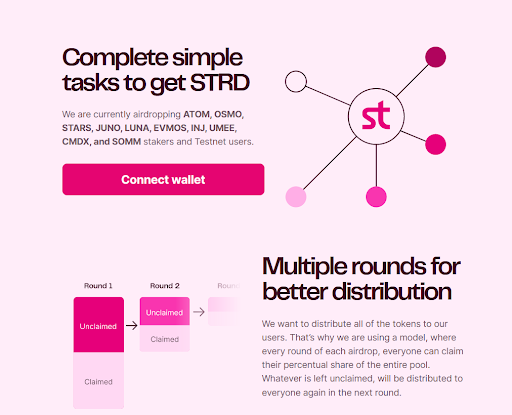 Complete simple
tasks to get STRD
We are currently airdropping ATOM, OSMO,
STARS, JUNO, LUNA, EVMOS, INJ, UMEE,
CMDX, and SOMM stakers and Testnet users.
Connect wallet
st
Multiple rounds for
better distribution
We want to distribute all of the tokens to our
users. That's why we are using a model, where
every round of each airdrop, everyone can claim
their percentual share of the entire pool.
Whatever is left unclaimed, will be distributed to
everyone again in the next round.
Round 1
Round 2
Roun
Unclaimed
Unclaimed
Claimed
Claimed